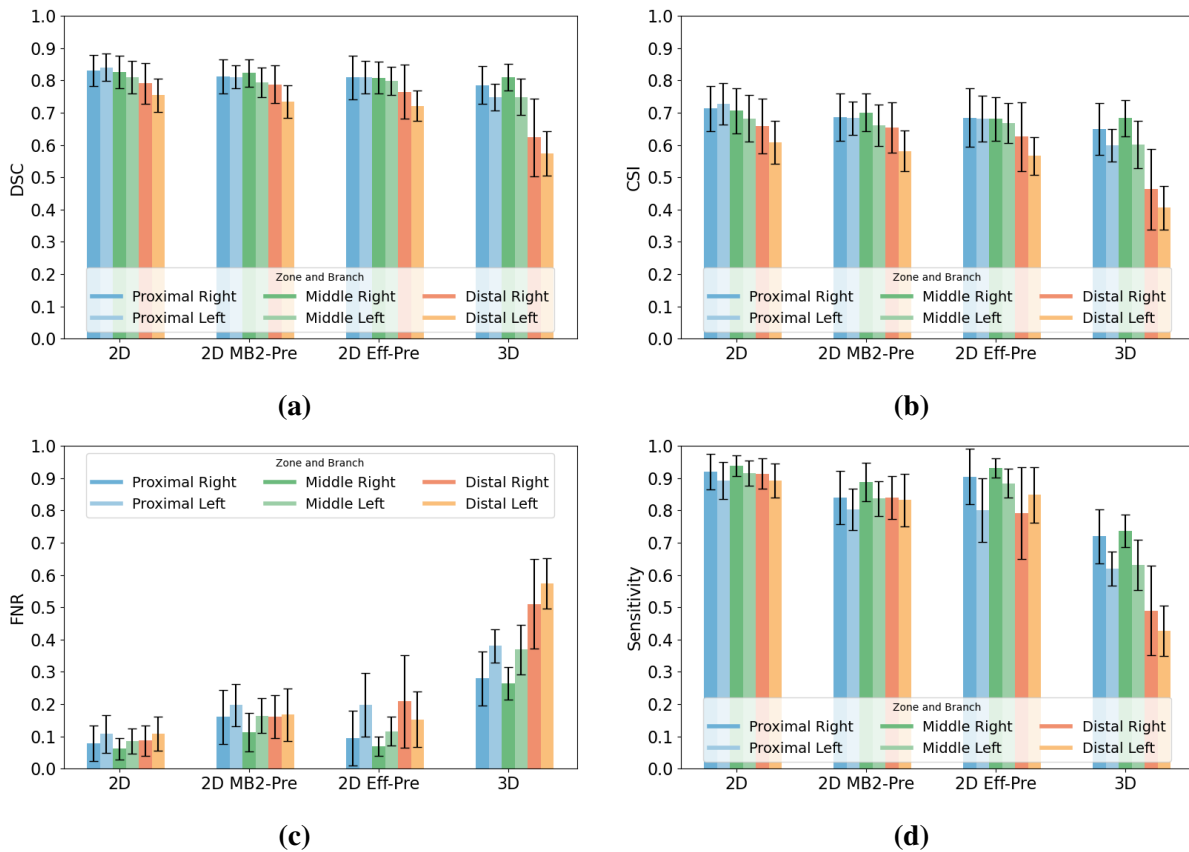 1.0
0.9
0.8
0.7
0.6
0.5
0.4
0.3
0.2
0.1
0.0
DSC
Zone and Branch
Proximal Right Middle Right Distal Right
Proximal Left Middle Left Distal Left
2D 2D MB2-Pre 2D Eff-Pre 3D
(a)
1.0
0.9
0.8
0.7
0.6
0.5
0.4
0.3
0.2
0.1
0.0
CSI
Zone and Branch
Proximal Right Middle Right Distal Right
Proximal Left Middle Left Distal Left
2D 2D MB2-Pre 2D Eff-Pre 3D
(b)
1.0
0.9
0.8
0.7
0.6
0.5
0.4
0.3
0.2
0.1
0.0
FNR
Zone and Branch
Proximal Right Middle Right Distal Right
Proximal Left Middle Left Distal Left
2D 2D MB2-Pre 2D Eff-Pre 3D
(c)
1.0
0.9
0.8
0.7
0.6
0.5
0.4
0.3
0.2
0.1
0.0
Sensitivity
Zone and Branch
Proximal Right Middle Right Distal Right
Proximal Left Middle Left Distal Left
2D 2D MB2-Pre 2D Eff-Pre 3D
(d)